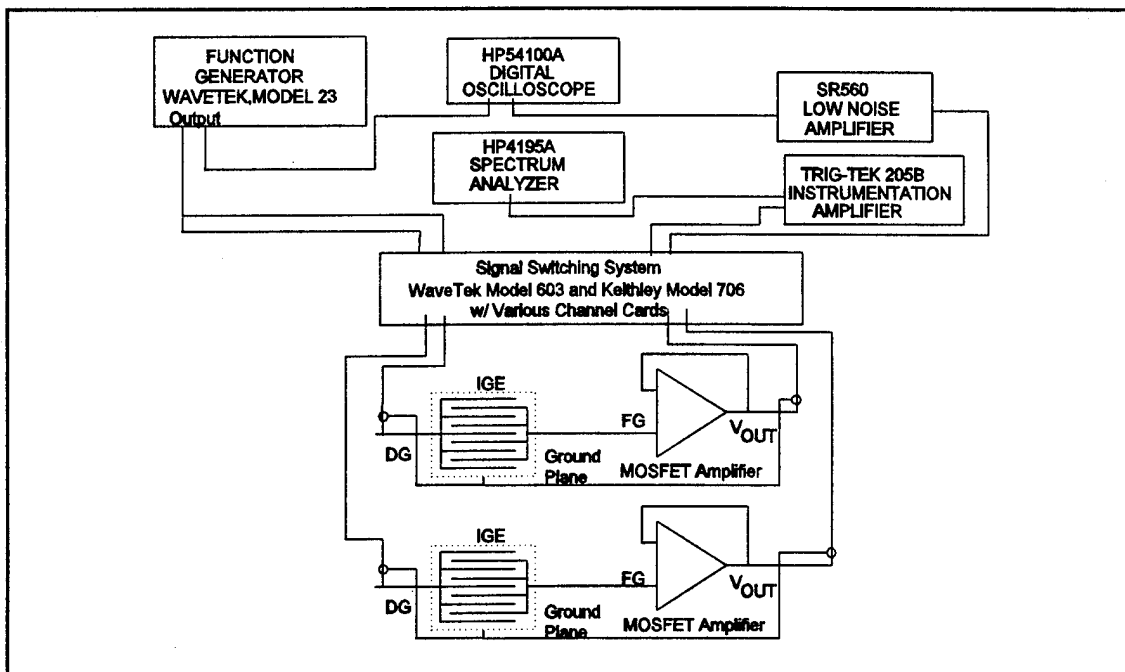 FUNCTION
GENERATOR
WAVETEK,MODEL 23
Output
HP54100A
DIGITAL
OSCILLOSCOPE
SR560
LOW NOISE
AMPLIFIER
HP4195A
SPECTRUM
ANALYZER
TRIG-TEK 205B
INSTRUMENTATION
AMPLIFIER
Signal Switching System
WaveTek Model 603 and Keithley Model 706
w/ Various Channel Cards
IGE
DG
FG
VOUT
Ground
Plane
MOSFET Amplifier
IGE
DG
FG
VOUT
Ground
Plane
MOSFET Amplifier